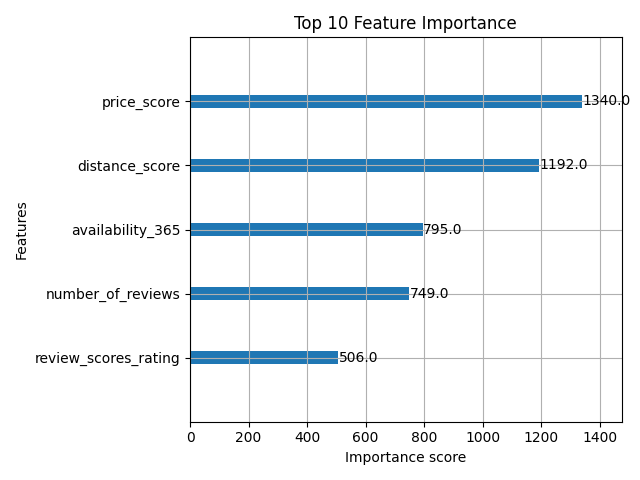 Top 10 Feature Importance
price_score
1340.0
distance_score
1192.0
availability_365
795.0
number_of_reviews
749.0
review_scores_rating
506.0
Features
0 200 400 600 800 1000 1200 1400
Importance score